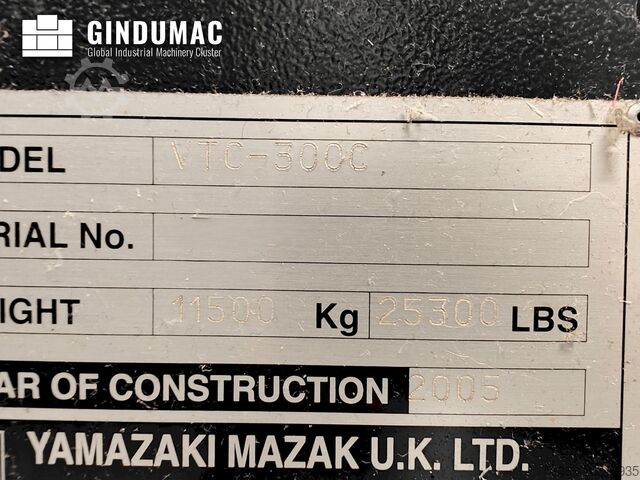 GINDUMAC
Global Industrial Machinery Cluster
DEL VTC-300C
RIAL No.
IGHT 11500 Kg 25300 LBS
AR OF CONSTRUCTION 2005
YAMAZAKI MAZAK U.K. LTD.
935